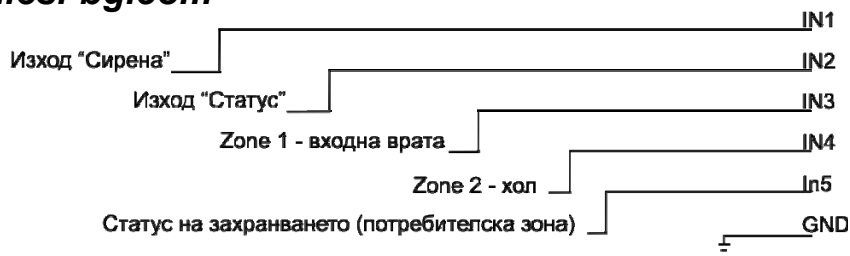 IN1
Изход “Сирена”
IN2
Изход “Статус”
IN3
Zone 1 - входна врата
IN4
Zone 2 - хол
In5
Статус на захранването (потребителска зона)
GND